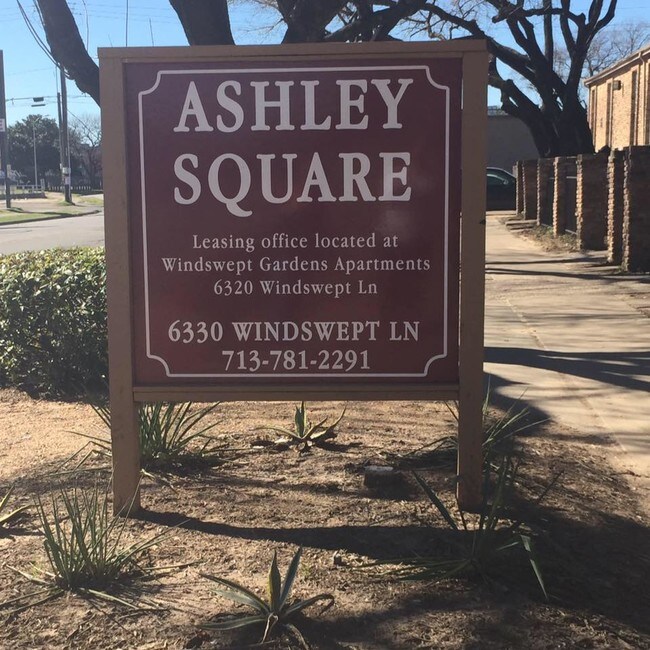 ASHLEY
SQUARE
Leasing office located at
Windswept Gardens Apartments
6320 Windswept Ln
6330 WINDSWEPT LN
713-781-2291